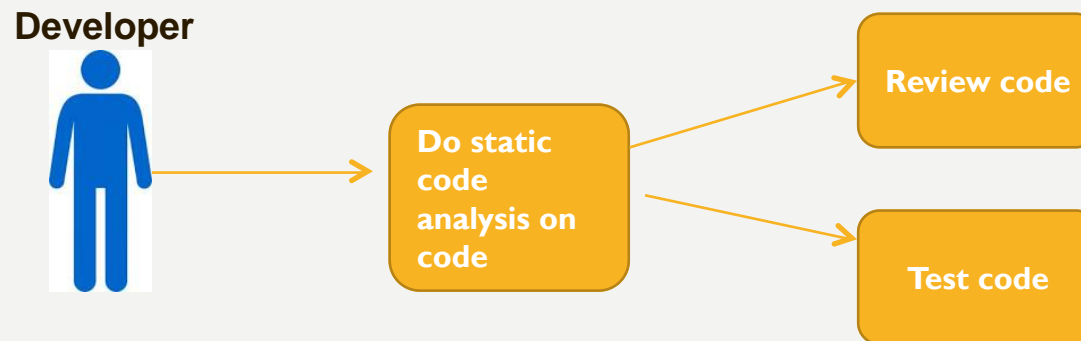 Developer
Do static
code
analysis on
code
Review code
Test code